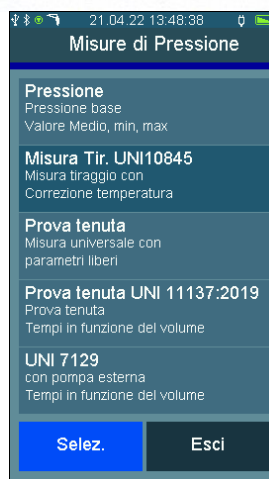 21.04.22 13:48:38
Misure di Pressione
Pressione
Pressione base
Valore Medio, min, max
Misura Tir. UNI10845
Misura tiraggio con
Correzione temperatura
Prova tenuta
Misura universale con
parametri liberi
Prova tenuta UNI 11137:2019
Prova tenuta
Tempi in funzione del volume
UNI 7129
con pompa esterna
Tempi in funzione del volume
Selez.
Esci